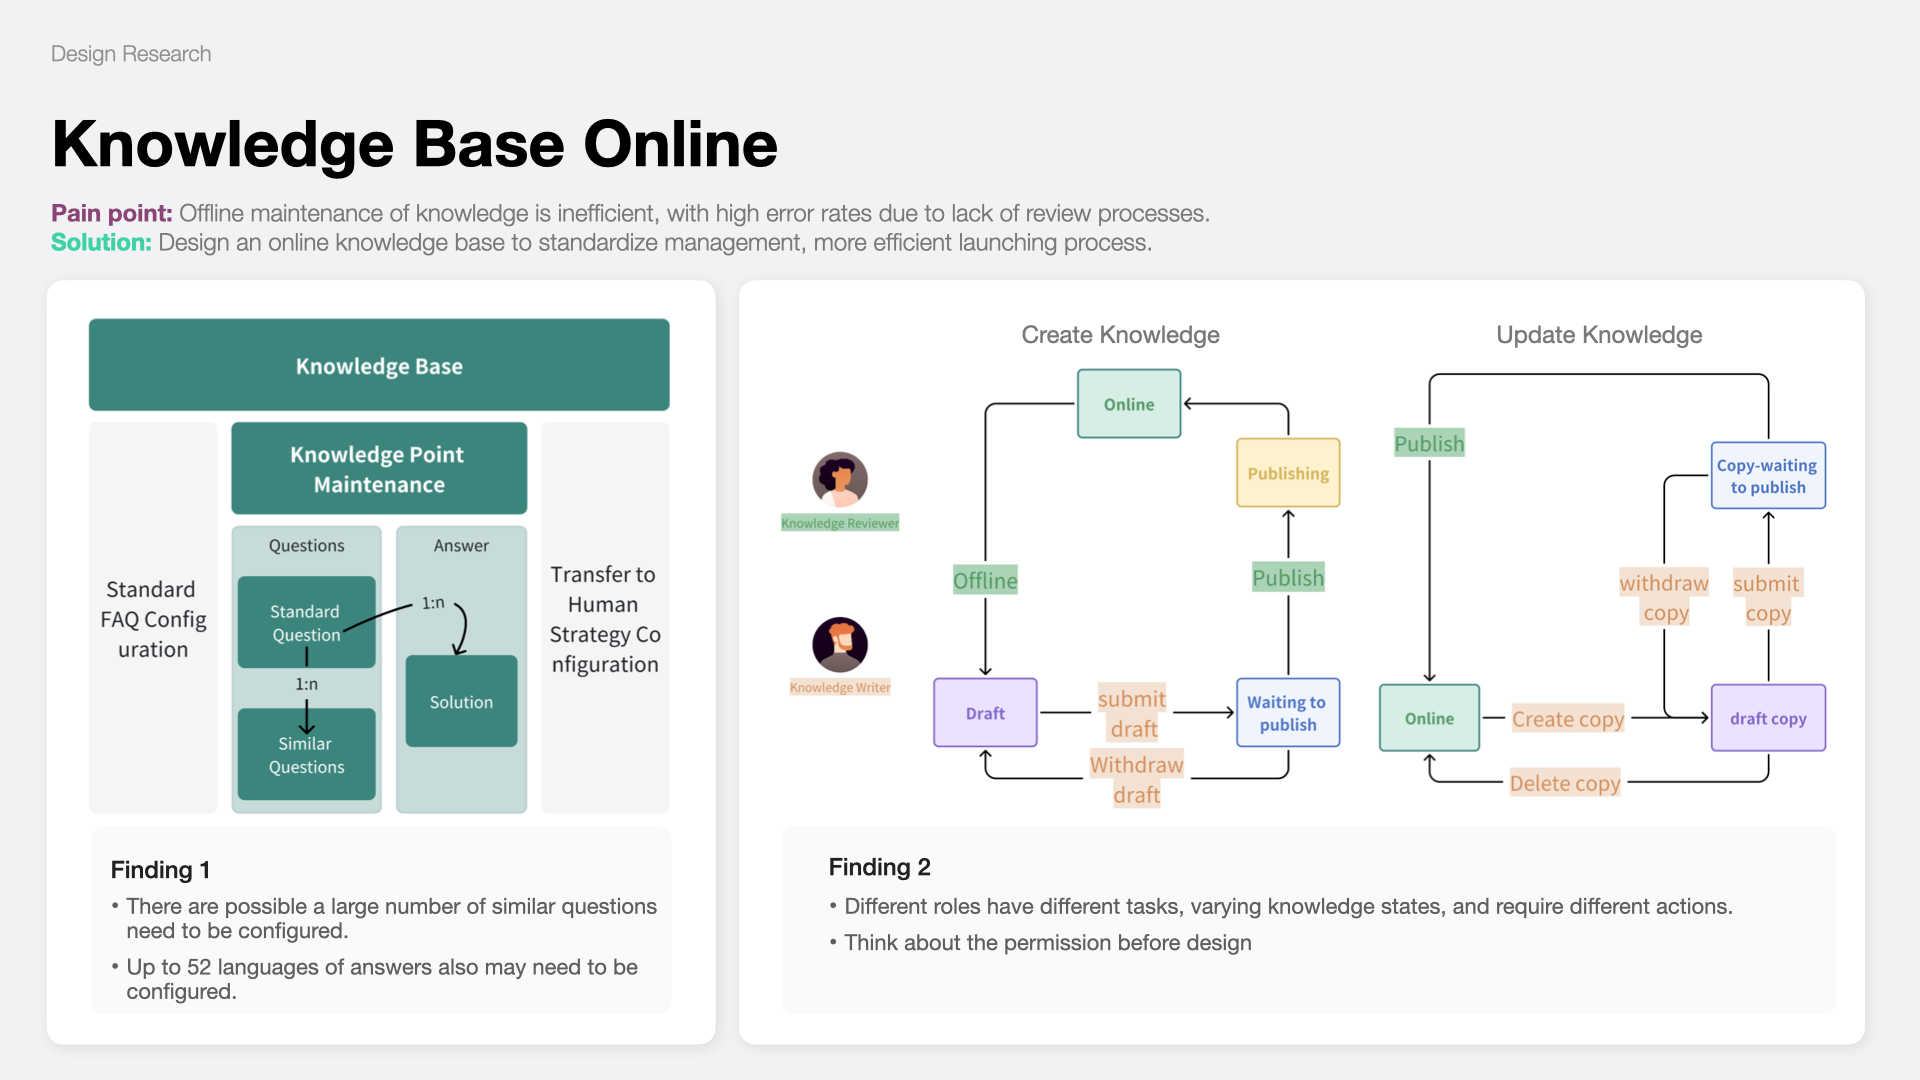 Design Research
Knowledge Base Online
Pain point: Offline maintenance of knowledge is inefficient, with high error rates due to lack of review processes.
Solution: Design an online knowledge base to standardize management, more efficient launching process.
Knowledge Base
Standard
FAQ Config
uration
Knowledge Point
Maintenance
Questions
Standard
Question
1:n
Similar
Questions
Answer
1:n
Solution
Transfer to
Human
Strategy Co
nfiguration
Finding 1
• There are possible a large number of similar questions
need to be configured.
• Up to 52 languages of answers also may need to be
configured.
Knowledge Reviewer
Knowledge Writer
Create Knowledge
Online
Publishing
Offline
Publish
Draft
submit
draft
Waiting to
publish
Withdraw
draft
Update Knowledge
Publish
Copy-waiting
to publish
withdraw
copy
submit
copy
Online
Create copy
draft copy
Delete copy
Finding 2
• Different roles have different tasks, varying knowledge states, and require different actions.
• Think about the permission before design